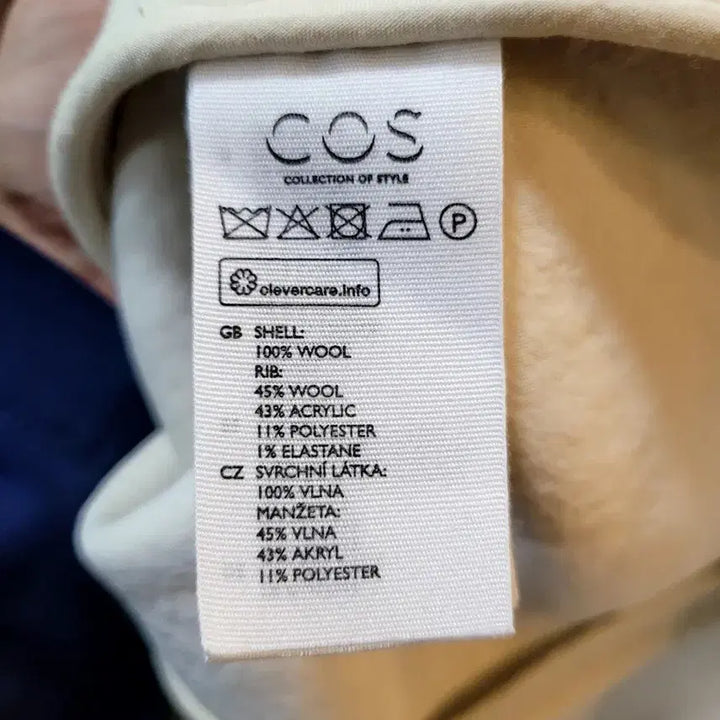 COS
COLLECTION OF STYLE
P
clevercare.info
GB SHELL:
100% WOOL
RIB:
45% WOOL
43% ACRYLIC
11% POLYESTER
1% ELASTANE
CZ SVRCHNÍ LÁTKA:
100% VLNA
MANŽETA:
45% VLNA
43% AKRYL
11% POLYESTER